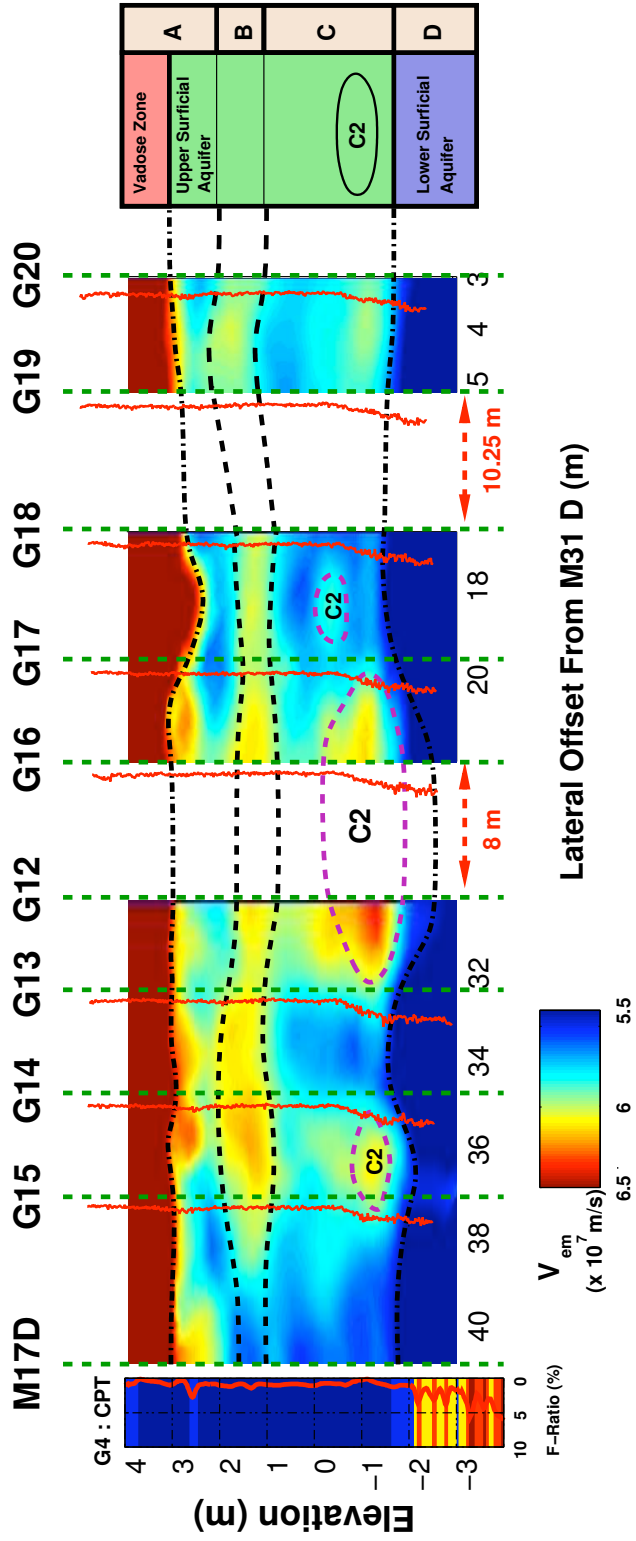 M17D
G15
G14
G13
G12
G16
G17
G18
G19
G20
G4 : CPT
Elevation (m)
4
3
2
1
0
−1
−2
−3
10
5
0
F−Ratio (%)
40
38
36
34
32
20
18
5
4
3
C2
C2
C2
C2
8 m
10.25 m
Lateral Offset From M31 D (m)
6.5
6
5.5
V em
(x 10 7 m/s)
Vadose Zone
Upper Surficial
Aquifer
C2
Lower Surficial
Aquifer
A
B
C
D